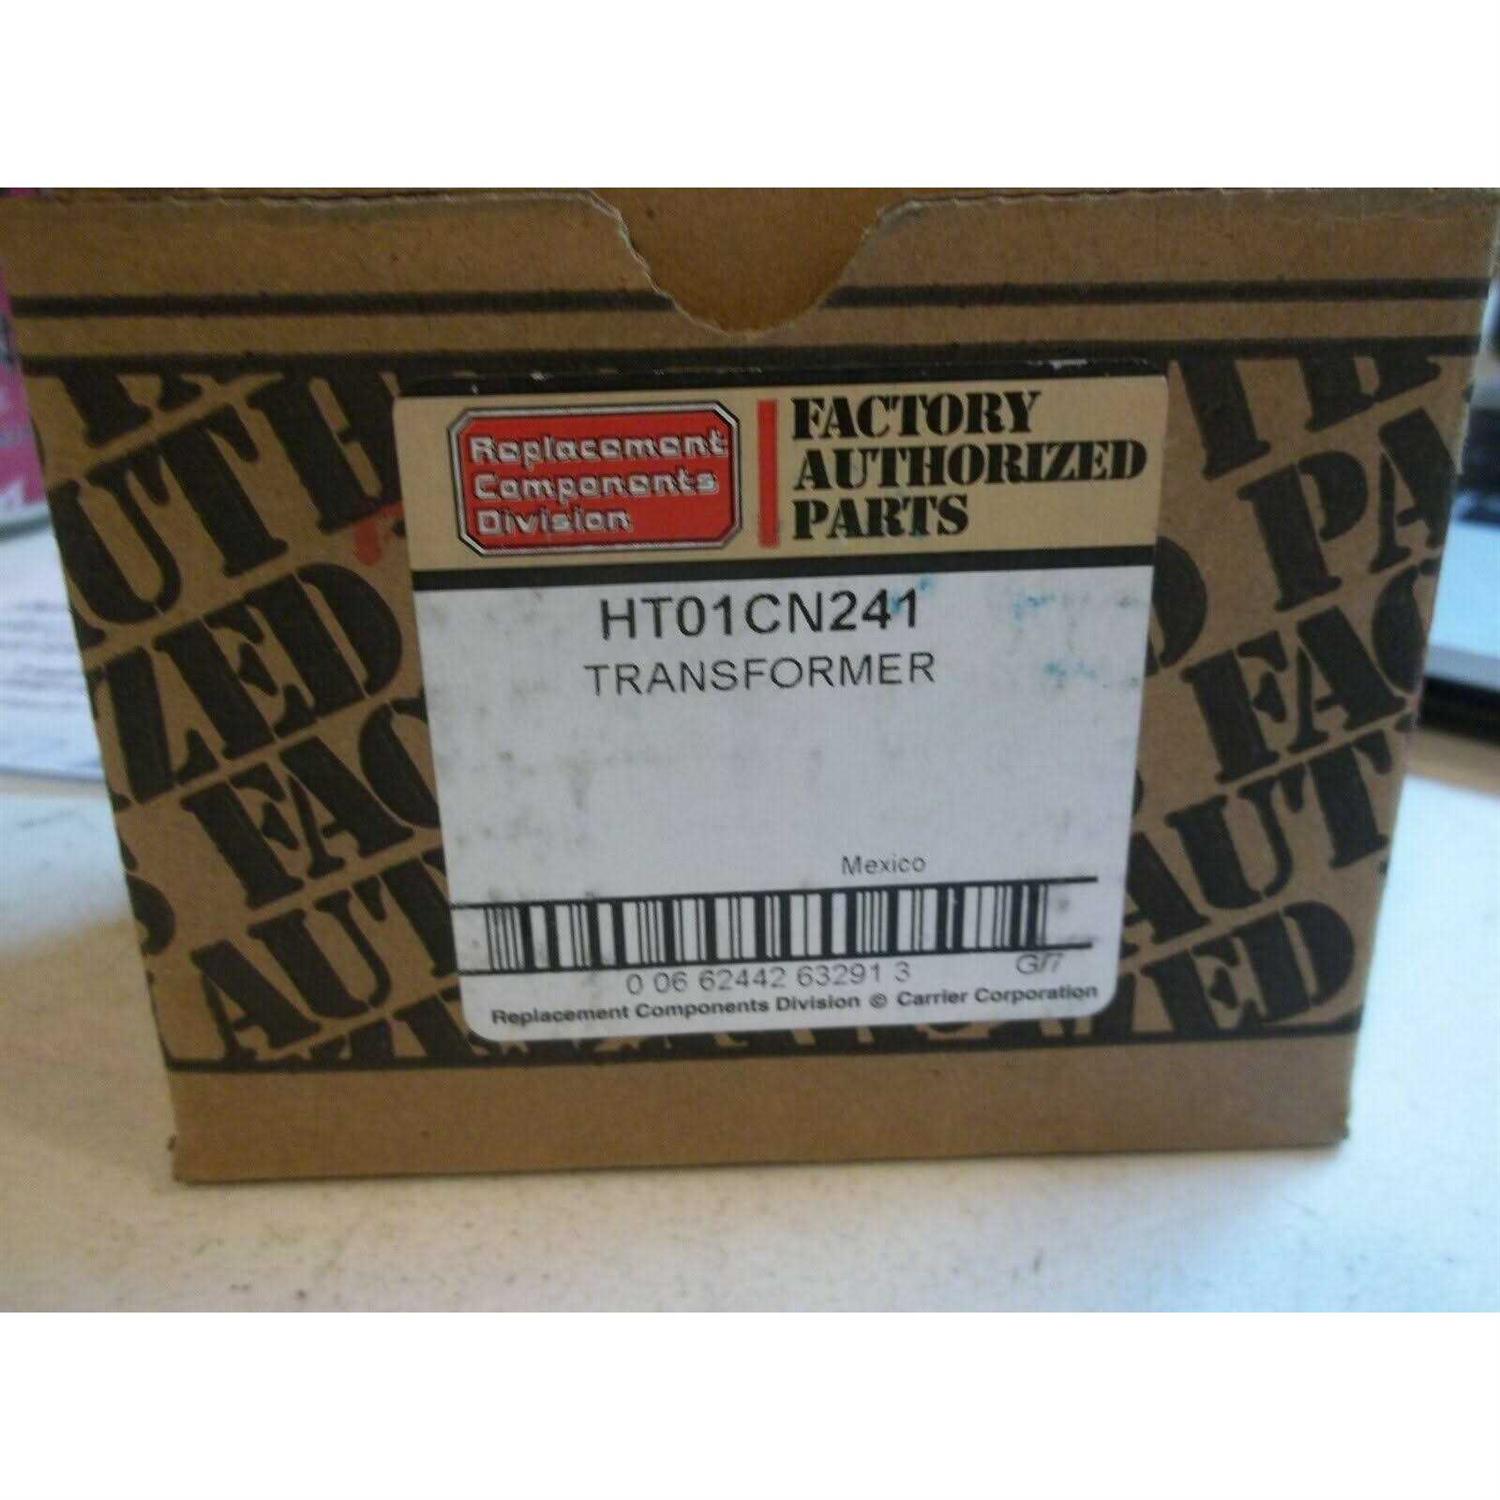 Replacement
Components
Division
FACTORY
AUTHORIZED
PARTS
HT01CN241
TRANSFORMER
Mexico
0 06 62442 63291 3
G/7
Replacement Components Division © Carrier Corporation